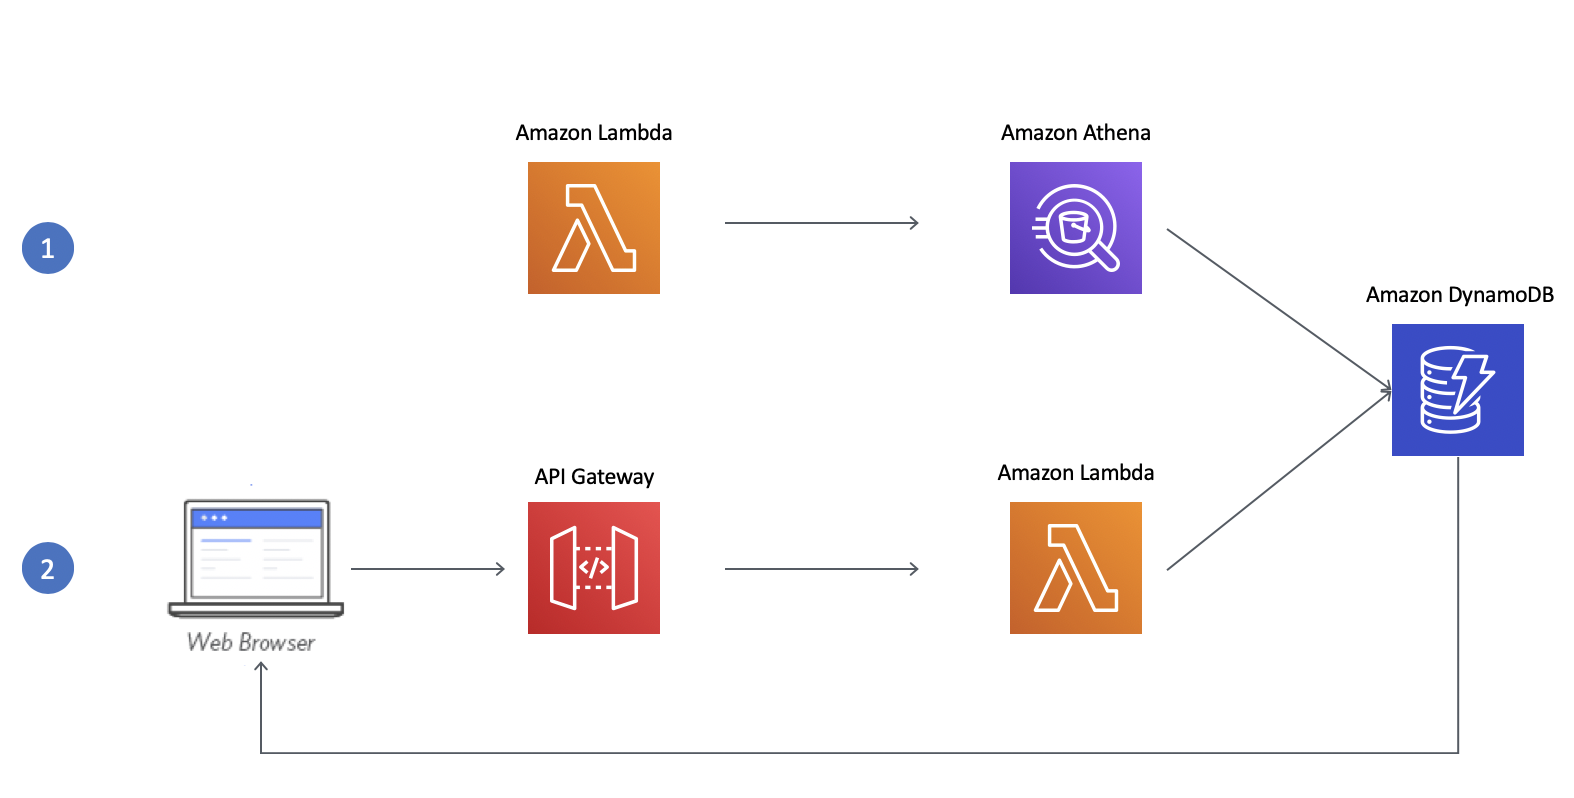 Amazon Lambda
Amazon Athena
1
Amazon DynamoDB
API Gateway
Amazon Lambda
</>
2
Web Browser